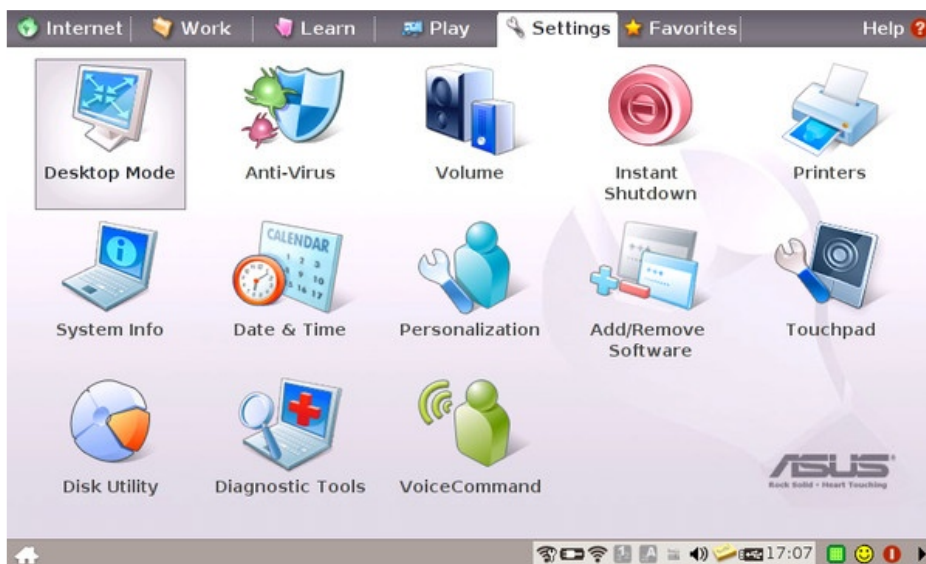 Internet Work Learn Play Settings Favorites Help ?
Desktop Mode Anti-Virus Volume Instant Shutdown Printers
CALENDAR
System Info Date & Time Personalization Add/Remove Software Touchpad
Disk Utility Diagnostic Tools VoiceCommand
ASUS
Rock Solid • Heart Touching
1 A 17:07